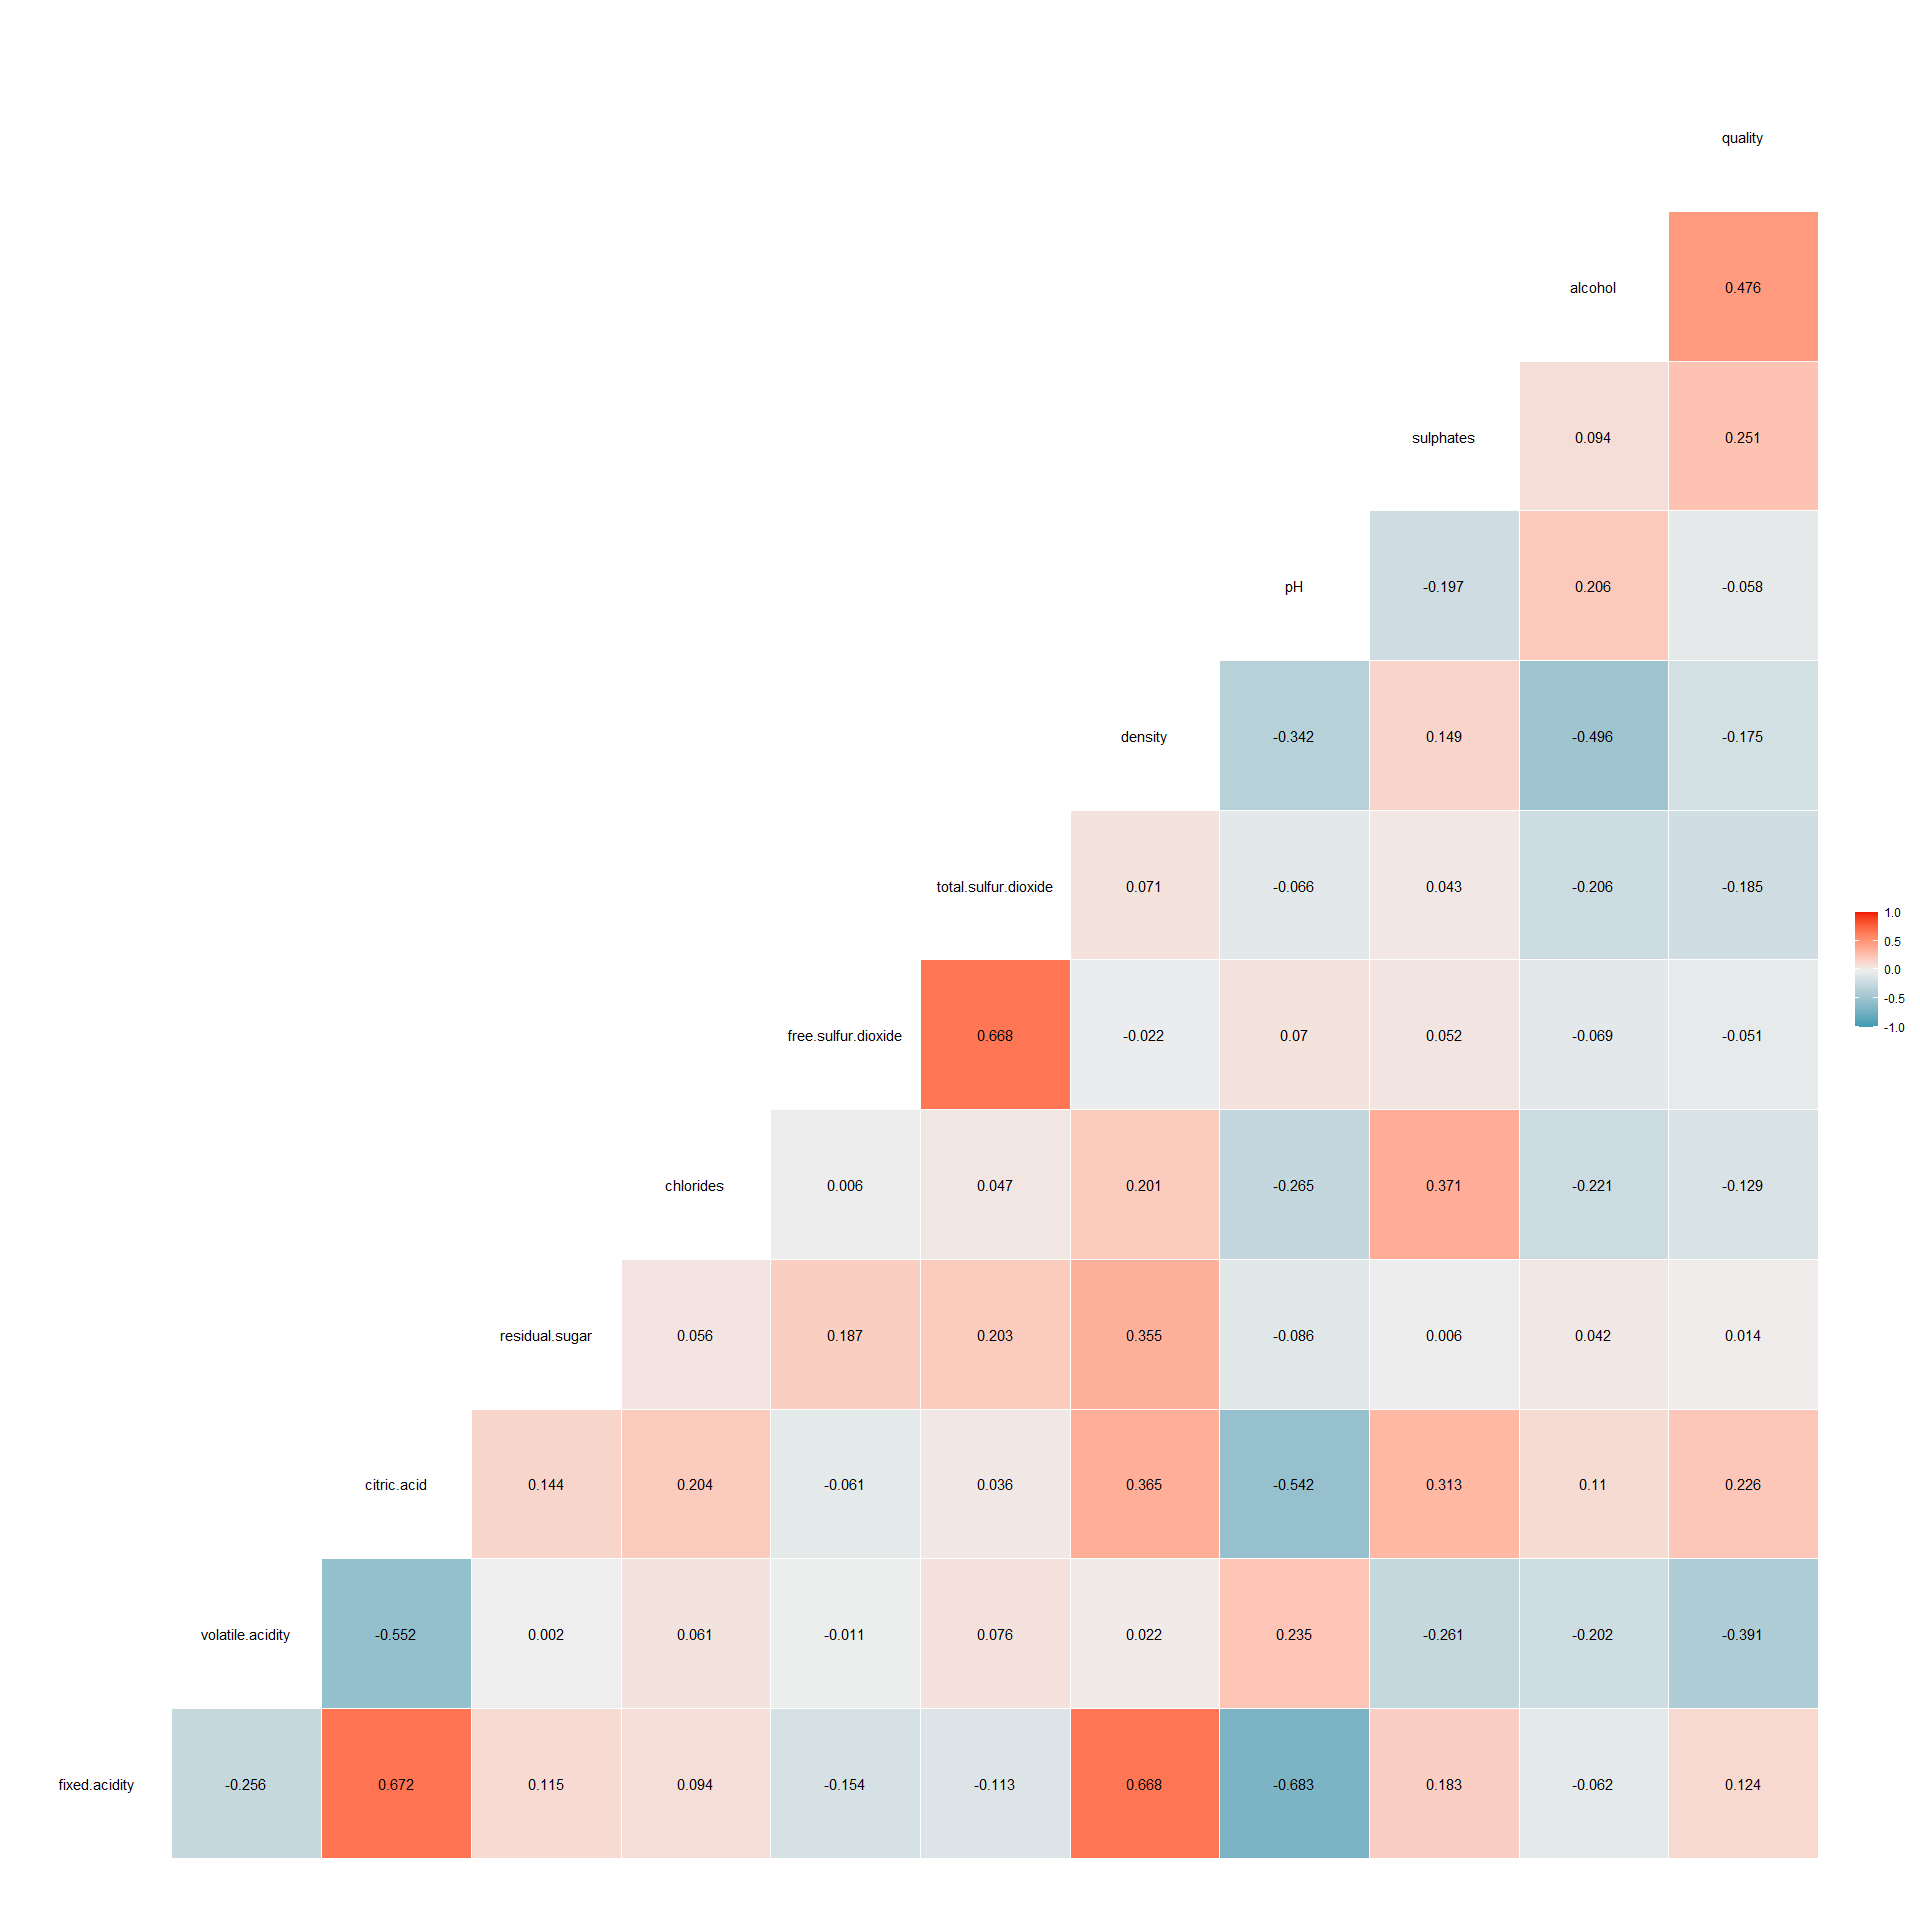 quality
alcohol 0.476
sulphates 0.094 0.251
pH -0.197 0.206 -0.058
density -0.342 0.149 -0.496 -0.175
total.sulfur.dioxide 0.071 -0.066 0.043 -0.206 -0.185
free.sulfur.dioxide 0.668 -0.022 0.07 0.052 -0.069 -0.051
chlorides 0.006 0.047 0.201 -0.265 0.371 -0.221 -0.129
residual.sugar 0.056 0.187 0.203 0.355 -0.086 0.006 0.042 0.014
citric.acid 0.144 0.204 -0.061 0.036 0.365 -0.542 0.313 0.11 0.226
volatile.acidity -0.552 0.002 0.061 -0.011 0.076 0.022 0.235 -0.261 -0.202 -0.391
fixed.acidity -0.256 0.672 0.115 0.094 -0.154 -0.113 0.668 -0.683 0.183 -0.062 0.124
1.0
0.5
0.0
-0.5
-1.0